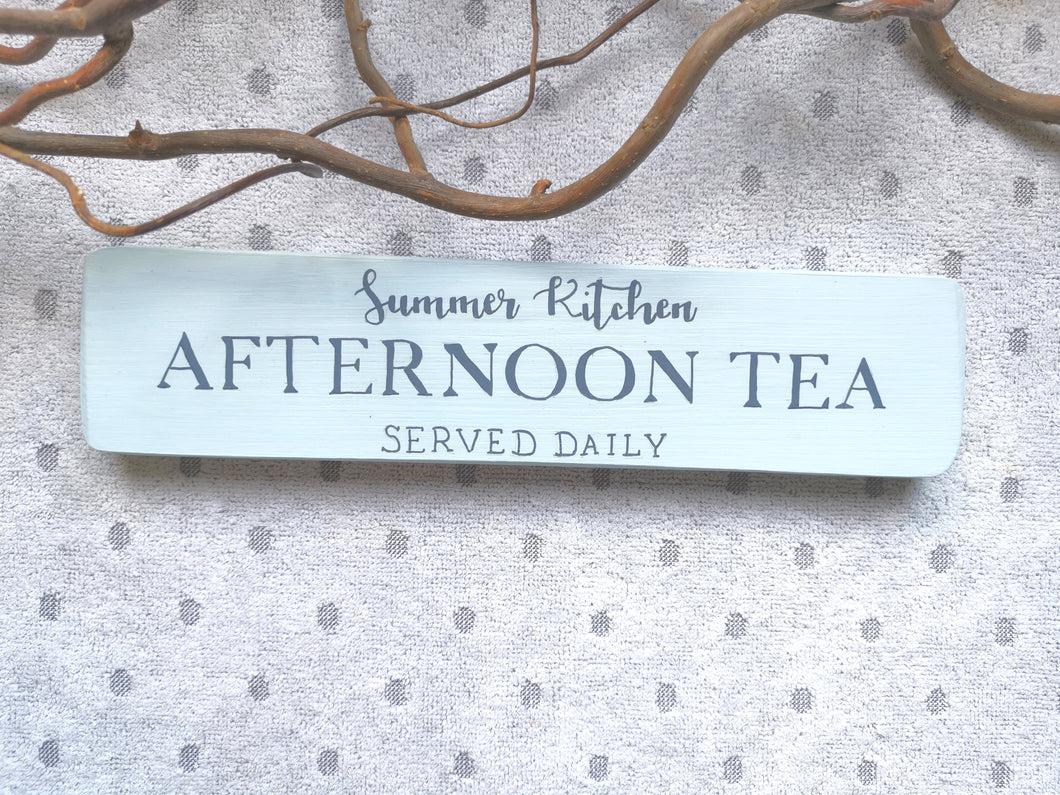 Summer Kitchen
AFTERNOON TEA
SERVED DAILY